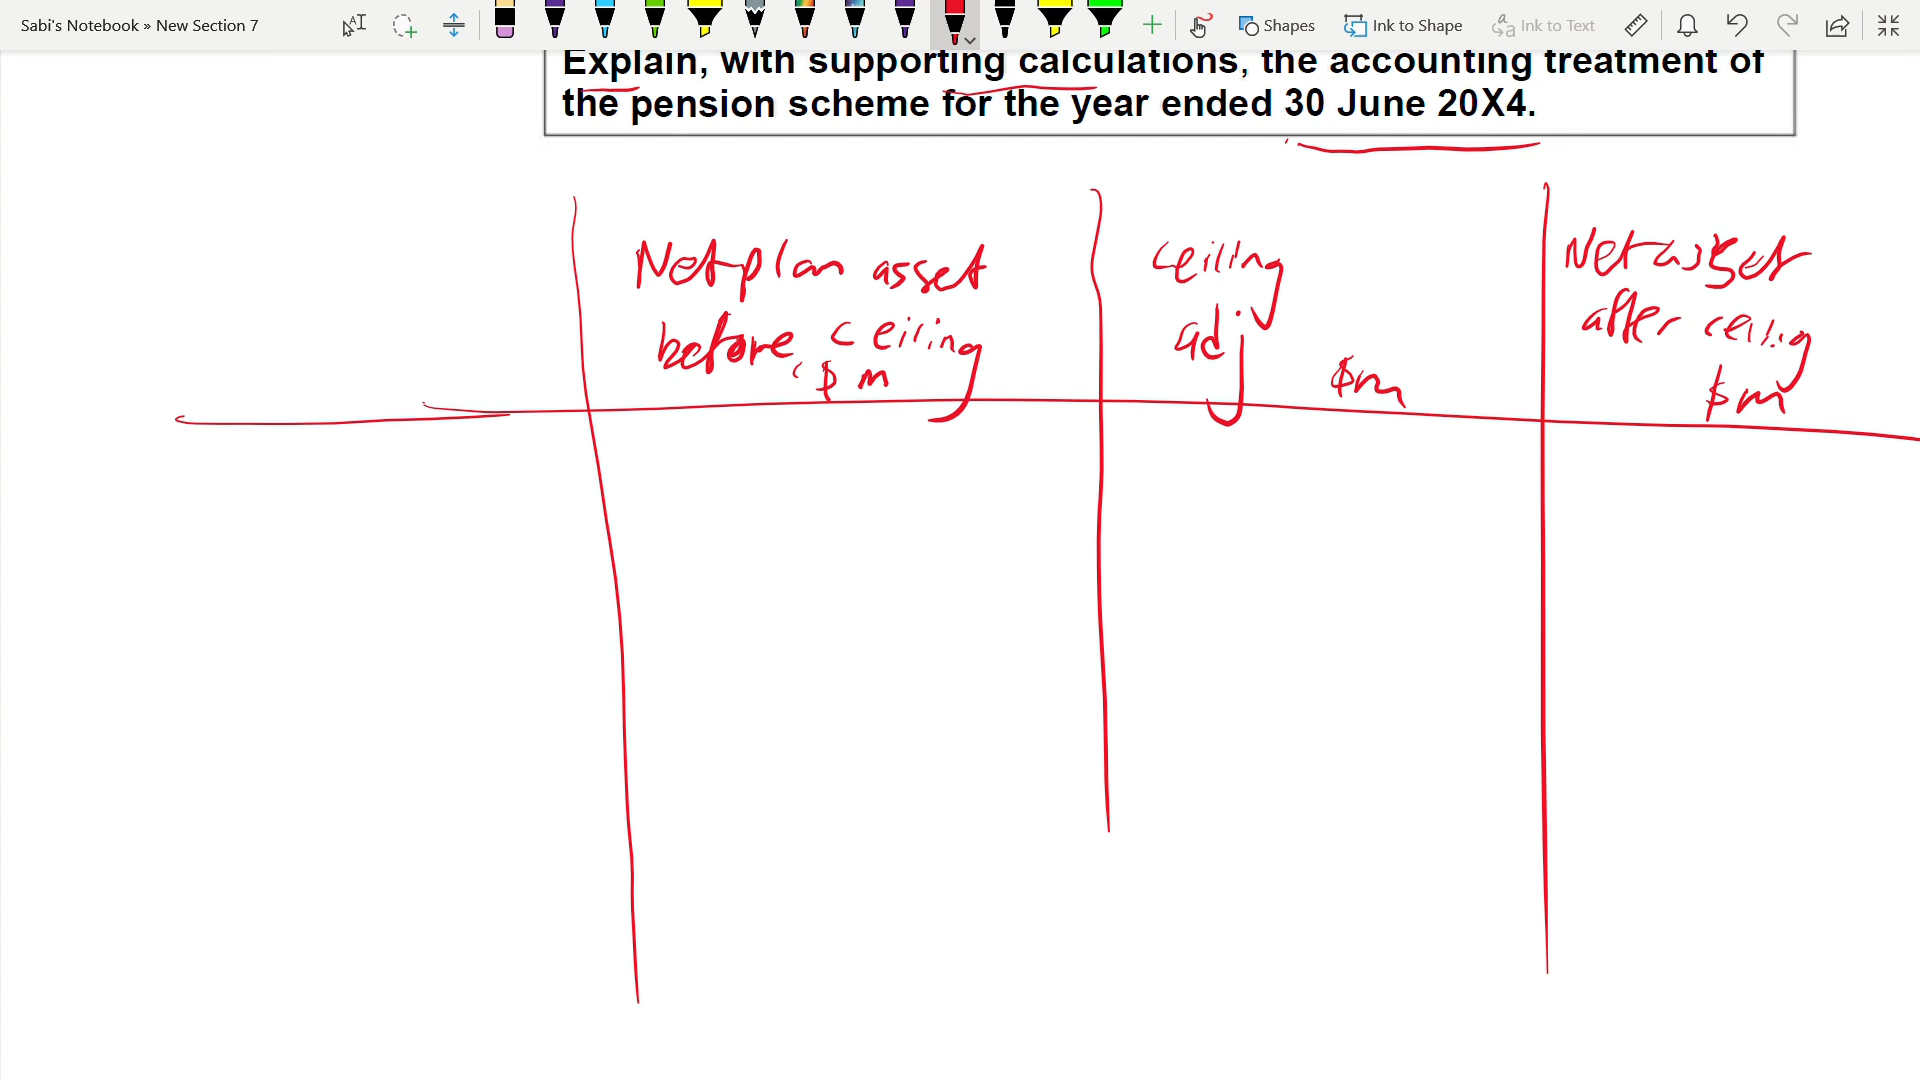 Sabi's Notebook » New Section 7
Shapes
Ink to Shape
Ink to Text
Explain, with supporting calculations, the accounting treatment of
the pension scheme for the year ended 30 June 20X4.
Net plan asset
before ceiling
$m
ceiling
adj
$m
Net asset
after ceiling
$m